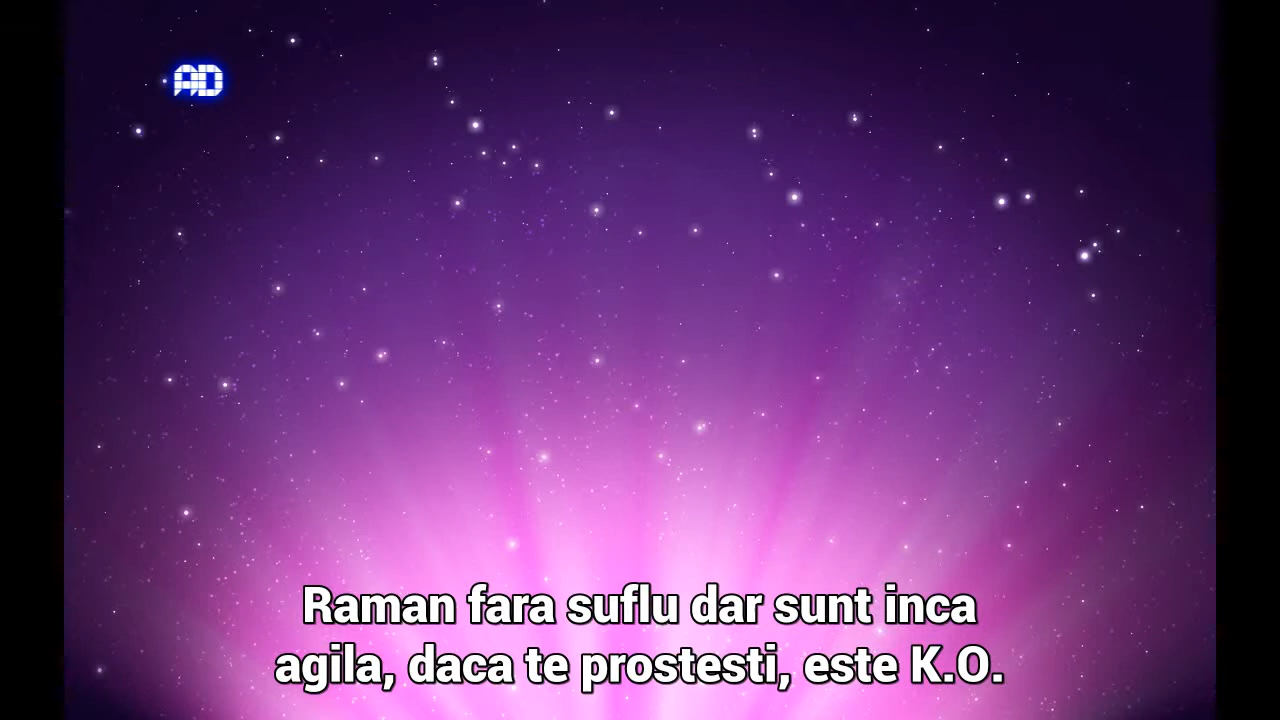 AD
Raman fara suflu dar sunt inca
agila, daca te prostesti, este K.O.